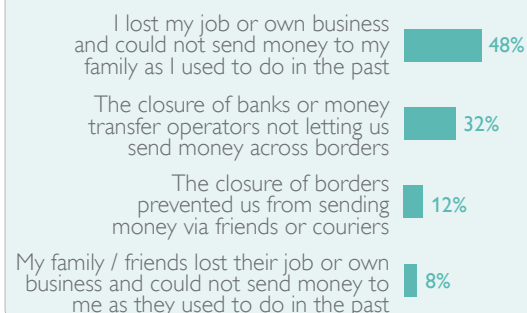 I lost my job or own business
and could not send money to my
family as I used to do in the past
48%
The closure of banks or money
transfer operators not letting us
send money across borders
32%
The closure of borders
prevented us from sending
money via friends or couriers
12%
My family / friends lost their job or own
business and could not send money to
me as they used to do in the past
8%